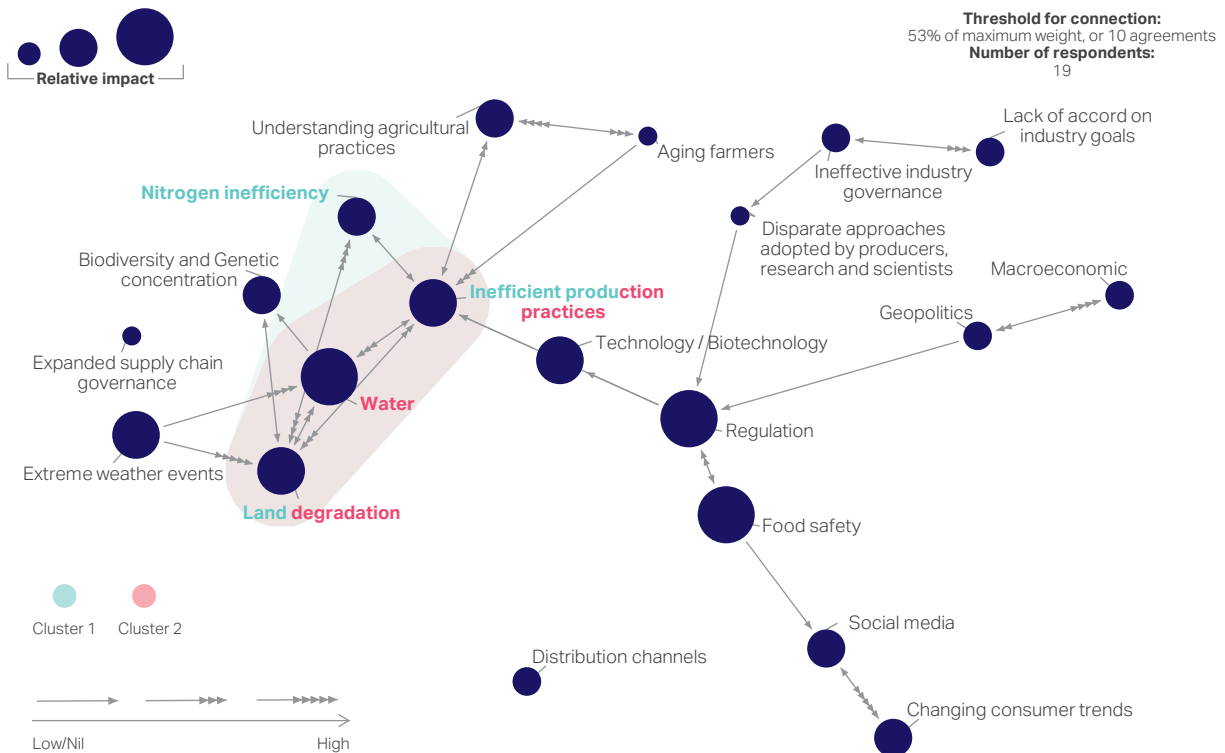 Threshold for connection:
53% of maximum weight, or 10 agreements
Number of respondents:
19
Relative impact
Understanding agricultural
practices
Aging farmers
Lack of accord on
industry goals
Ineffective industry
governance
Nitrogen inefficiency
Disparate approaches
adopted by producers,
research and scientists
Biodiversity and Genetic
concentration
Macroeconomic
Inefficient production
practices
Geopolitics
Technology / Biotechnology
Expanded supply chain
governance
Water
Regulation
Extreme weather events
Land degradation
Food safety
Cluster 1
Cluster 2
Social media
Distribution channels
Changing consumer trends
Low/Nil
High